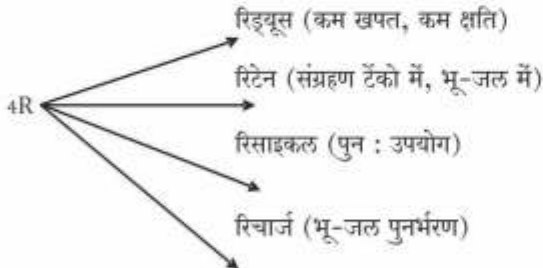 रिड्यूस (कम खपत, कम क्षति)
रिटेन (संग्रहण टेंको में, भू-जल में)
4R
रिसाइकल (पुन : उपयोग)
रिचार्ज (भू-जल पुनर्भरण)